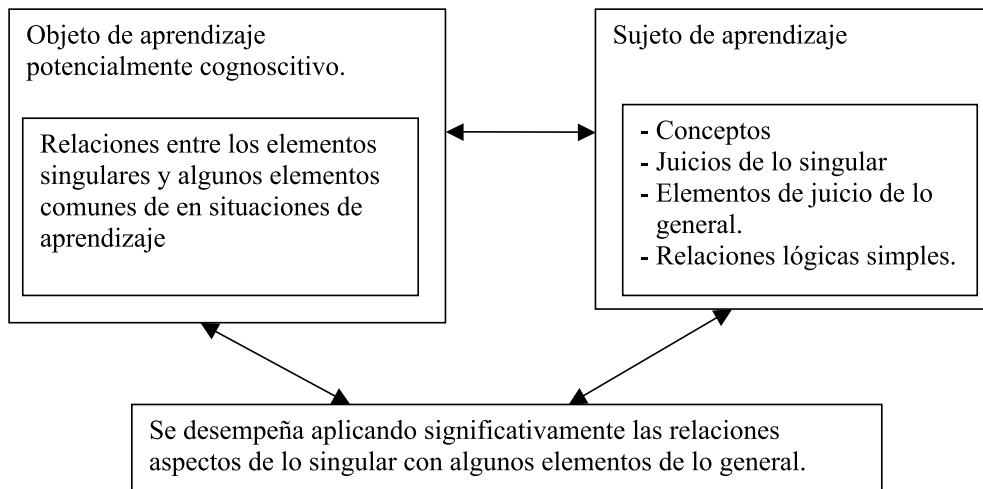 Objeto de aprendizaje
potencialmente cognoscitivo.
Relaciones entre los elementos
singulares y algunos elementos
comunes de en situaciones de
aprendizaje
Sujeto de aprendizaje
- Conceptos
- Juicios de lo singular
- Elementos de juicio de lo
general.
- Relaciones lógicas simples.
Se desempeña aplicando significativamente las relaciones
aspectos de lo singular con algunos elementos de lo general.